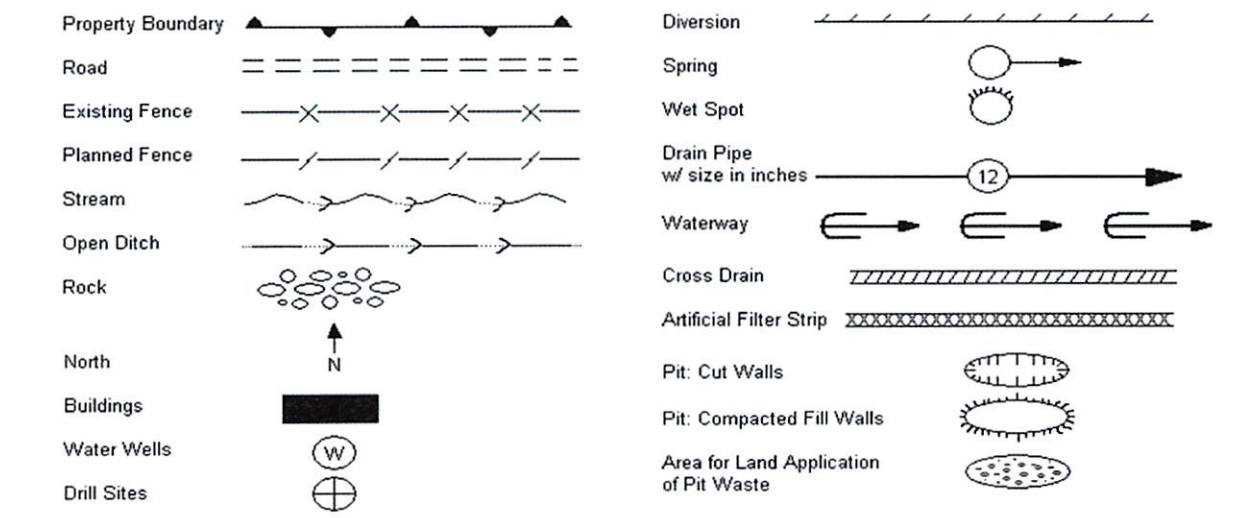 Property Boundary
Road
Existing Fence
Planned Fence
Stream
Open Ditch
Rock
North
N
Buildings
Water Wells
W
Drill Sites
Diversion
Spring
Wet Spot
Drain Pipe
w/ size in inches
12
Waterway
Cross Drain
Artificial Filter Strip
Pit: Cut Walls
Pit: Compacted Fill Walls
Area for Land Application
of Pit Waste